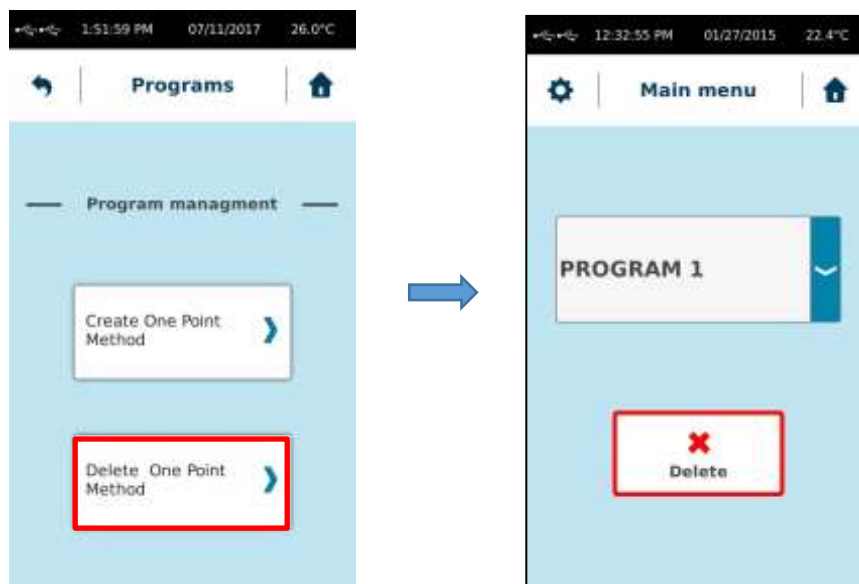 1:51:59 PM 07/11/2017 26.0°C
Programs
Program managment
Create One Point
Method
Delete One Point
Method
12:32:55 PM 01/27/2015 22.4°C
Main menu
PROGRAM 1
Delete